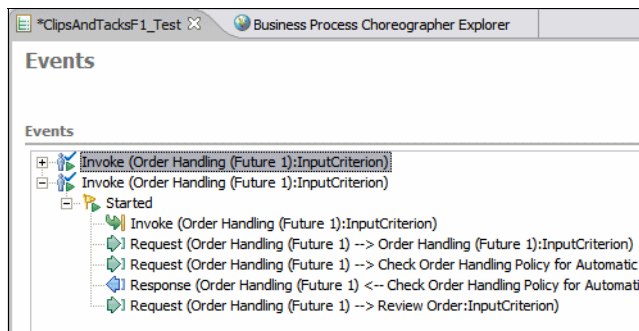 *ClipsAndTacksF1_Test Business Process Choreographer Explorer
Events
Events
Invoke (Order Handling (Future 1):InputCriterion)
Invoke (Order Handling (Future 1):InputCriterion)
Started
Invoke (Order Handling (Future 1):InputCriterion)
Request (Order Handling (Future 1) --> Order Handling (Future 1):InputCriterion)
Request (Order Handling (Future 1) --> Check Order Handling Policy for Automatic
Response (Order Handling (Future 1) <-- Check Order Handling Policy for Automati
Request (Order Handling (Future 1) --> Review Order:InputCriterion)